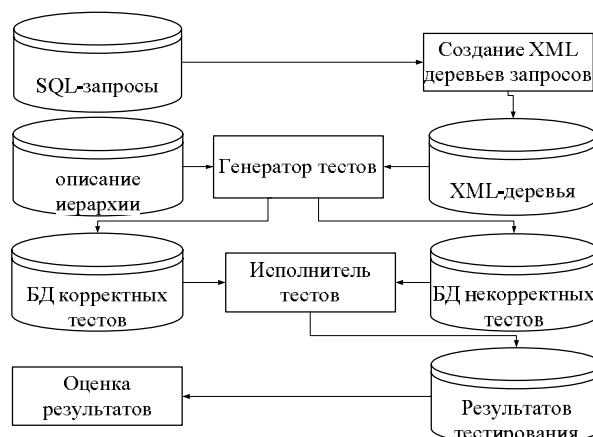 SQL-запросы
Создание XML
деревьев запросов
описание
иерархии
Генератор тестов
XML-деревья
БД корректных
тестов
Исполнитель
тестов
БД некорректных
тестов
Оценка
результатов
Результатов
тестирования